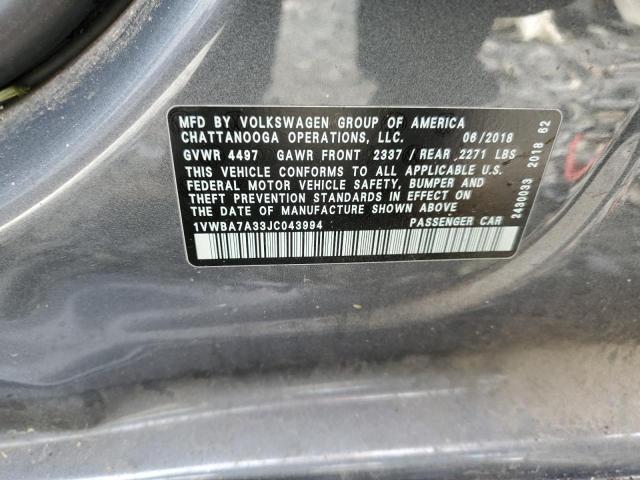 MFD BY VOLKSWAGEN GROUP OF AMERICA
CHATTANOOGA OPERATIONS, LLC. 06/2018
GVWR 4497 GAWR FRONT 2337 / REAR 2271 LBS
THIS VEHICLE CONFORMS TO ALL APPLICABLE U.S.
FEDERAL MOTOR VEHICLE SAFETY, BUMPER AND
THEFT PREVENTION STANDARDS IN EFFECT ON
THE DATE OF MANUFACTURE SHOWN ABOVE
1VWBA7A33JC043994 PASSENGER CAR
2430033 2018 62